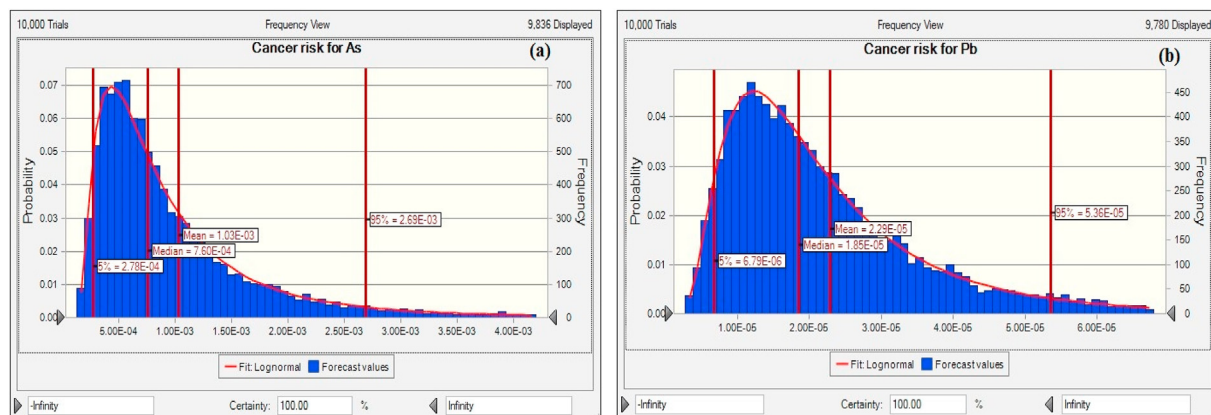 10,000 Trials Frequency View 9,836 Displayed
Cancer risk for As (a)
0.07
0.06
0.05
0.04
0.03
0.02
0.01
0.00
Probability
700
600
500
400
300
200
100
0
Frequency
95% = 2.69E-03
Mean = 1.03E-03
Median = 7.60E-04
5% = 2.78E-04
5.00E-04 1.00E-03 1.50E-03 2.00E-03 2.50E-03 3.00E-03 3.50E-03 4.00E-03
Fit: Lognormal Forecast values
-Infinity Certainty: 100.00 % Infinity
10,000 Trials Frequency View 9,780 Displayed
Cancer risk for Pb (b)
0.04
0.03
0.02
0.01
0.00
Probability
450
400
350
300
250
200
150
100
50
0
Frequency
95% = 5.36E-05
Mean = 2.29E-05
Median = 1.85E-05
5% = 6.79E-06
1.00E-05 2.00E-05 3.00E-05 4.00E-05 5.00E-05 6.00E-05
Fit: Lognormal Forecast values
-Infinity Certainty: 100.00 % Infinity